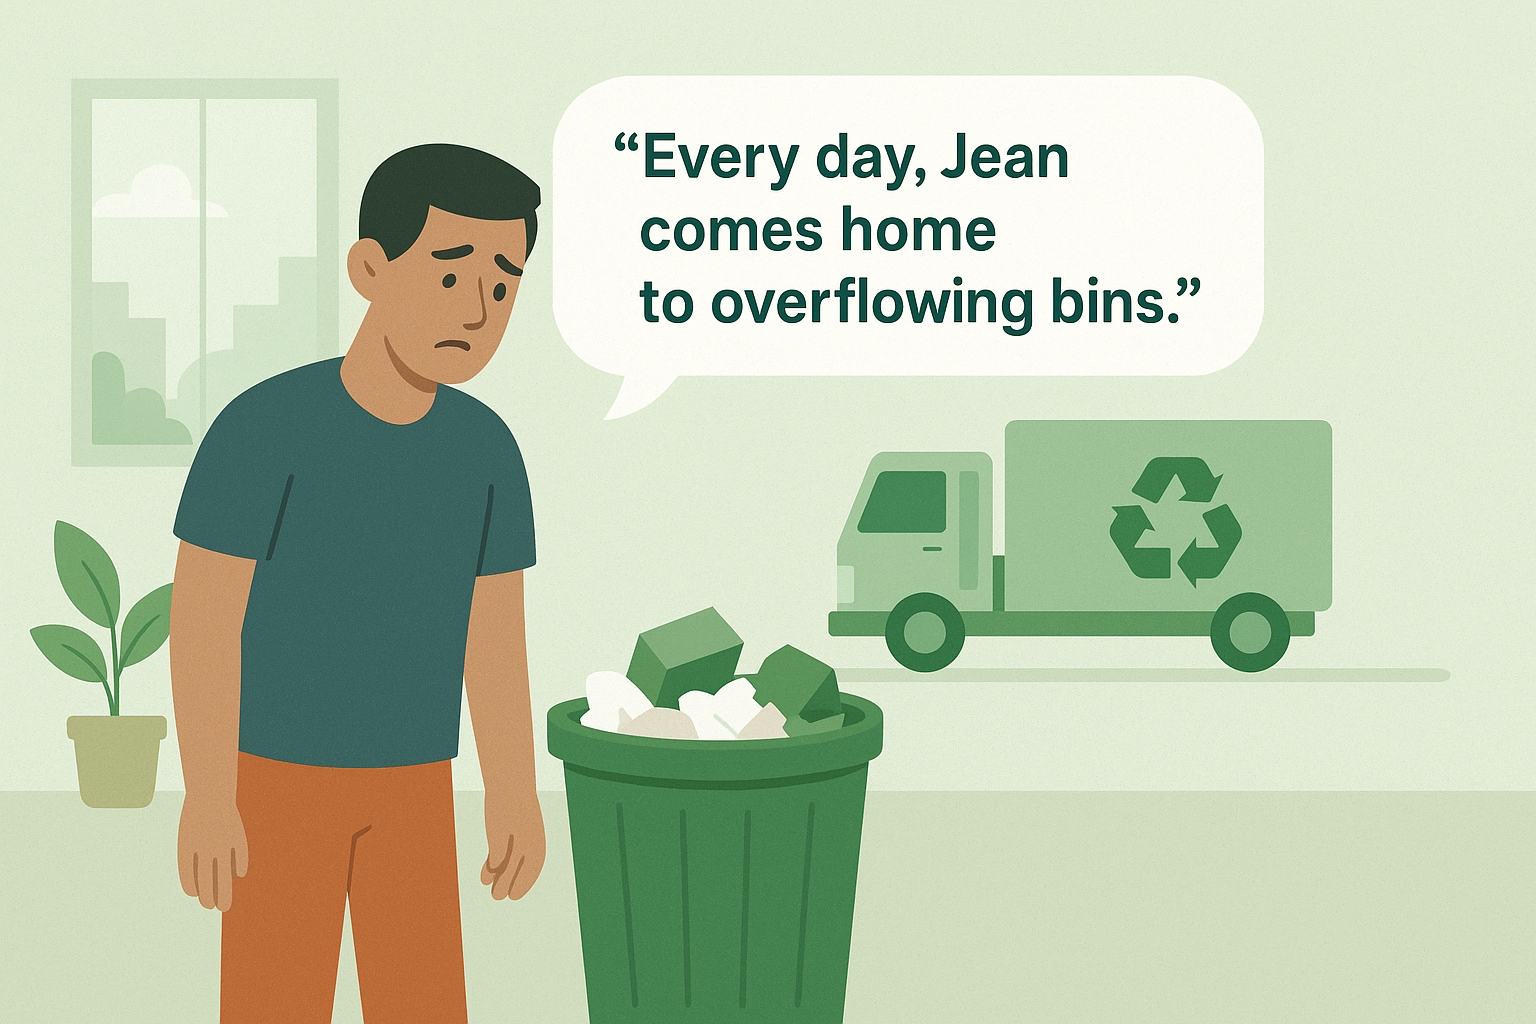 “Every day, Jean
comes home
to overflowing bins.”